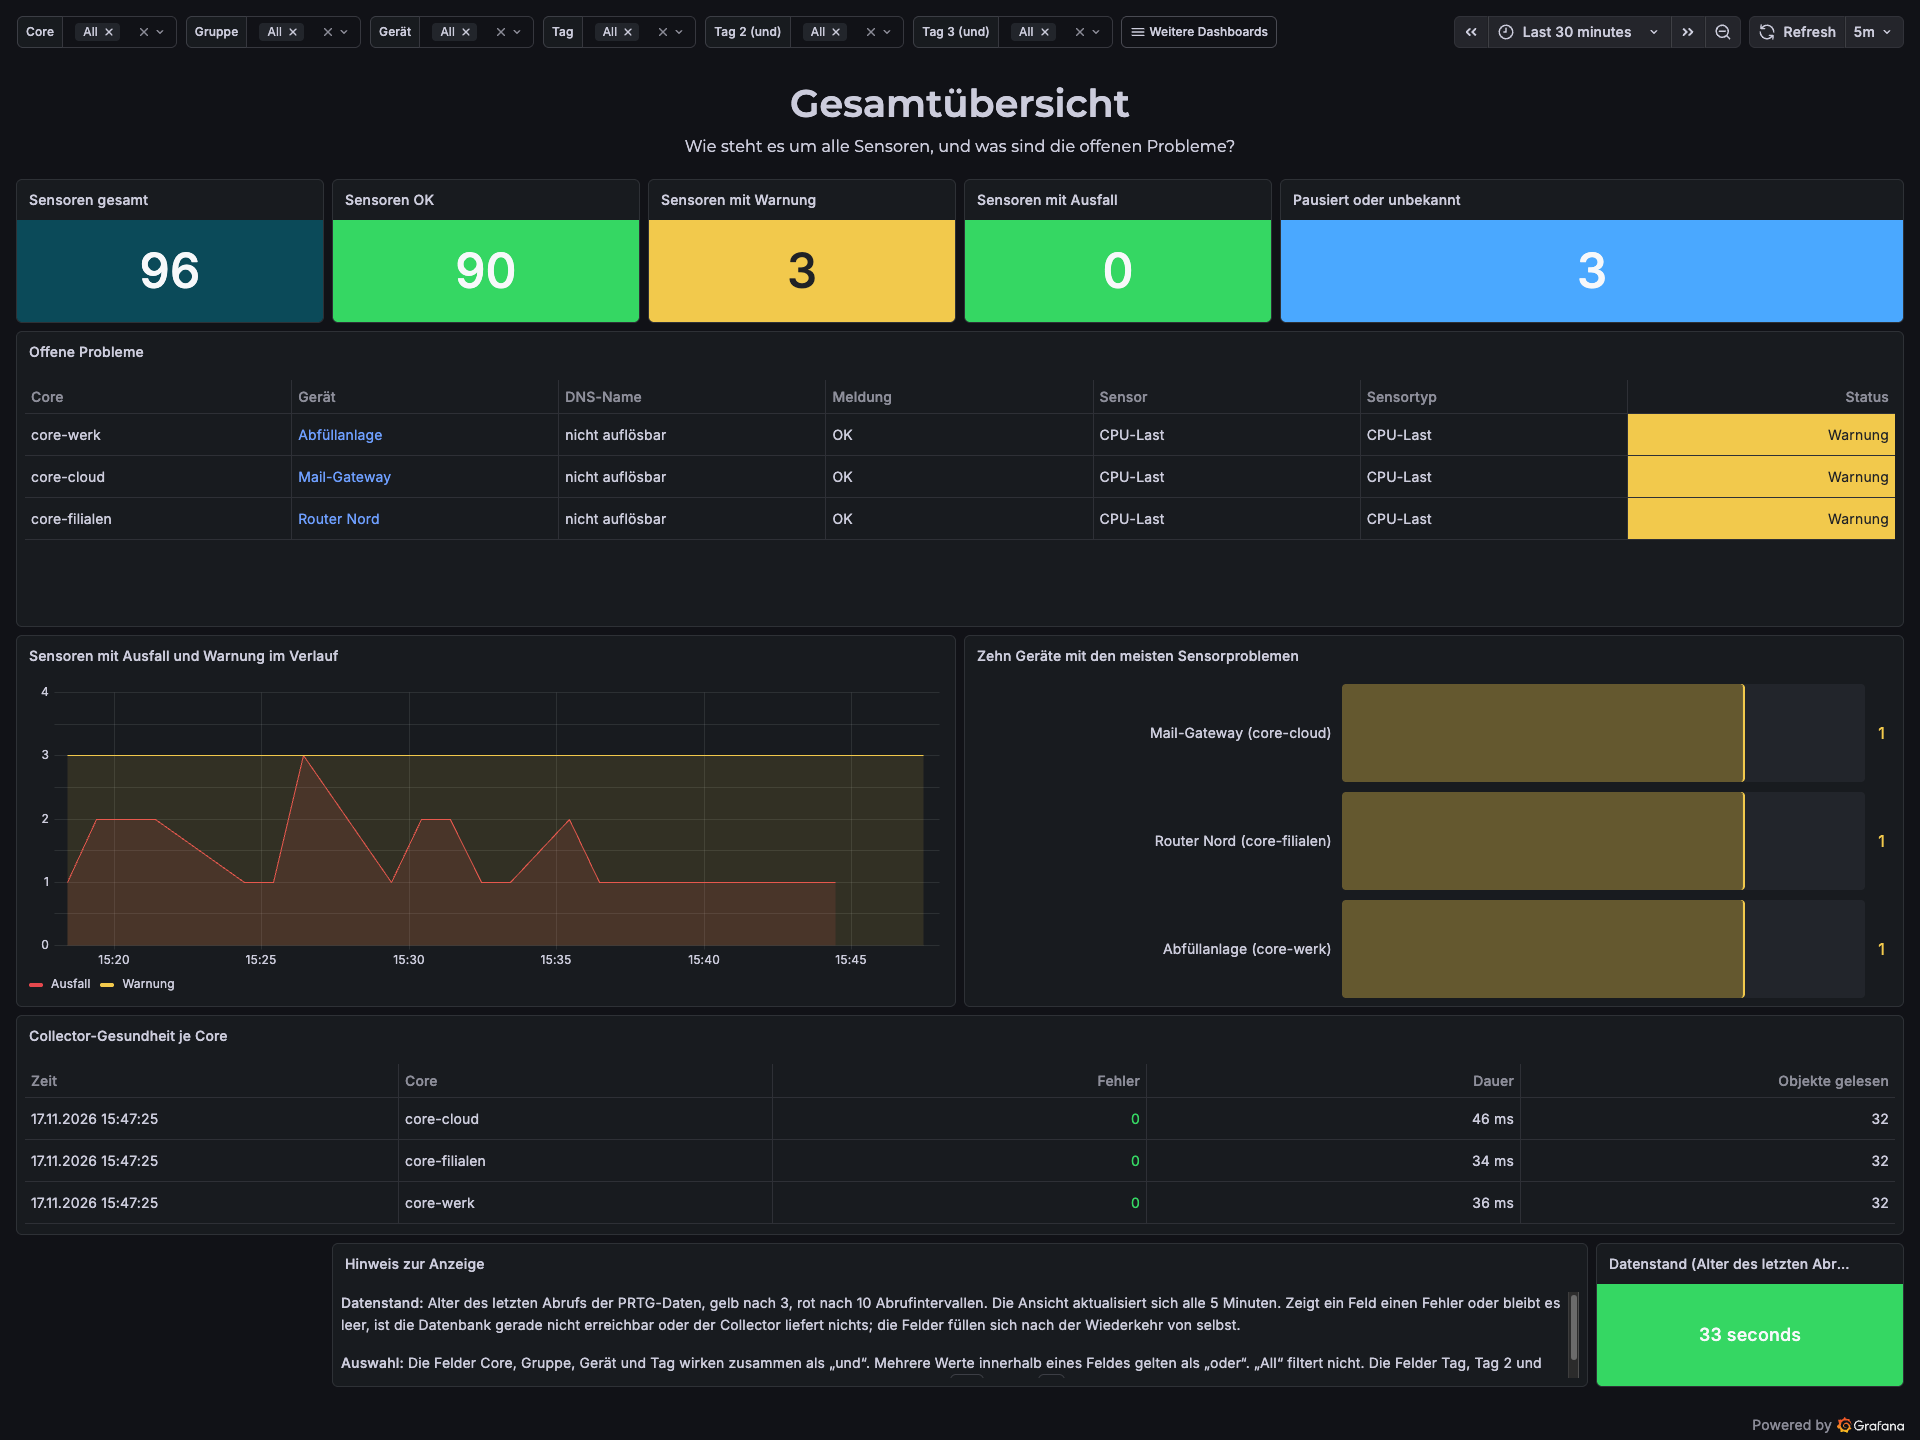 Core All Gruppe All Gerät All Tag All Tag 2 (und) All Tag 3 (und) All Weitere Dashboards Last 30 minutes Refresh 5m
Gesamtübersicht
Wie steht es um alle Sensoren, und was sind die offenen Probleme?
Sensoren gesamt Sensoren OK Sensoren mit Warnung Sensoren mit Ausfall Pausiert oder unbekannt
96 90 3 0 3
Offene Probleme
Core Gerät DNS-Name Meldung Sensor Sensortyp Status
core-werk Abfüllanlage nicht auflösbar OK CPU-Last CPU-Last Warnung
core-cloud Mail-Gateway nicht auflösbar OK CPU-Last CPU-Last Warnung
core-filialen Router Nord nicht auflösbar OK CPU-Last CPU-Last Warnung
Sensoren mit Ausfall und Warnung im Verlauf
4
3
2
1
0
15:20 15:25 15:30 15:35 15:40 15:45
Ausfall Warnung
Zehn Geräte mit den meisten Sensorproblemen
Mail-Gateway (core-cloud) 1
Router Nord (core-filialen) 1
Abfüllanlage (core-werk) 1
Collector-Gesundheit je Core
Zeit Core Fehler Dauer Objekte gelesen
17.11.2026 15:47:25 core-cloud 0 46 ms 32
17.11.2026 15:47:25 core-filialen 0 34 ms 32
17.11.2026 15:47:25 core-werk 0 36 ms 32
Hinweis zur Anzeige
Datenstand: Alter des letzten Abrufs der PRTG-Daten, gelb nach 3, rot nach 10 Abrufintervallen. Die Ansicht aktualisiert sich alle 5 Minuten. Zeigt ein Feld einen Fehler oder bleibt es
leer, ist die Datenbank gerade nicht erreichbar oder der Collector liefert nichts; die Felder füllen sich nach der Wiederkehr von selbst.
Auswahl: Die Felder Core, Gruppe, Gerät und Tag wirken zusammen als „und“. Mehrere Werte innerhalb eines Feldes gelten als „oder“. „All“ filtert nicht. Die Felder Tag, Tag 2 und
Datenstand (Alter des letzten Abr...
33 seconds
Powered by Grafana